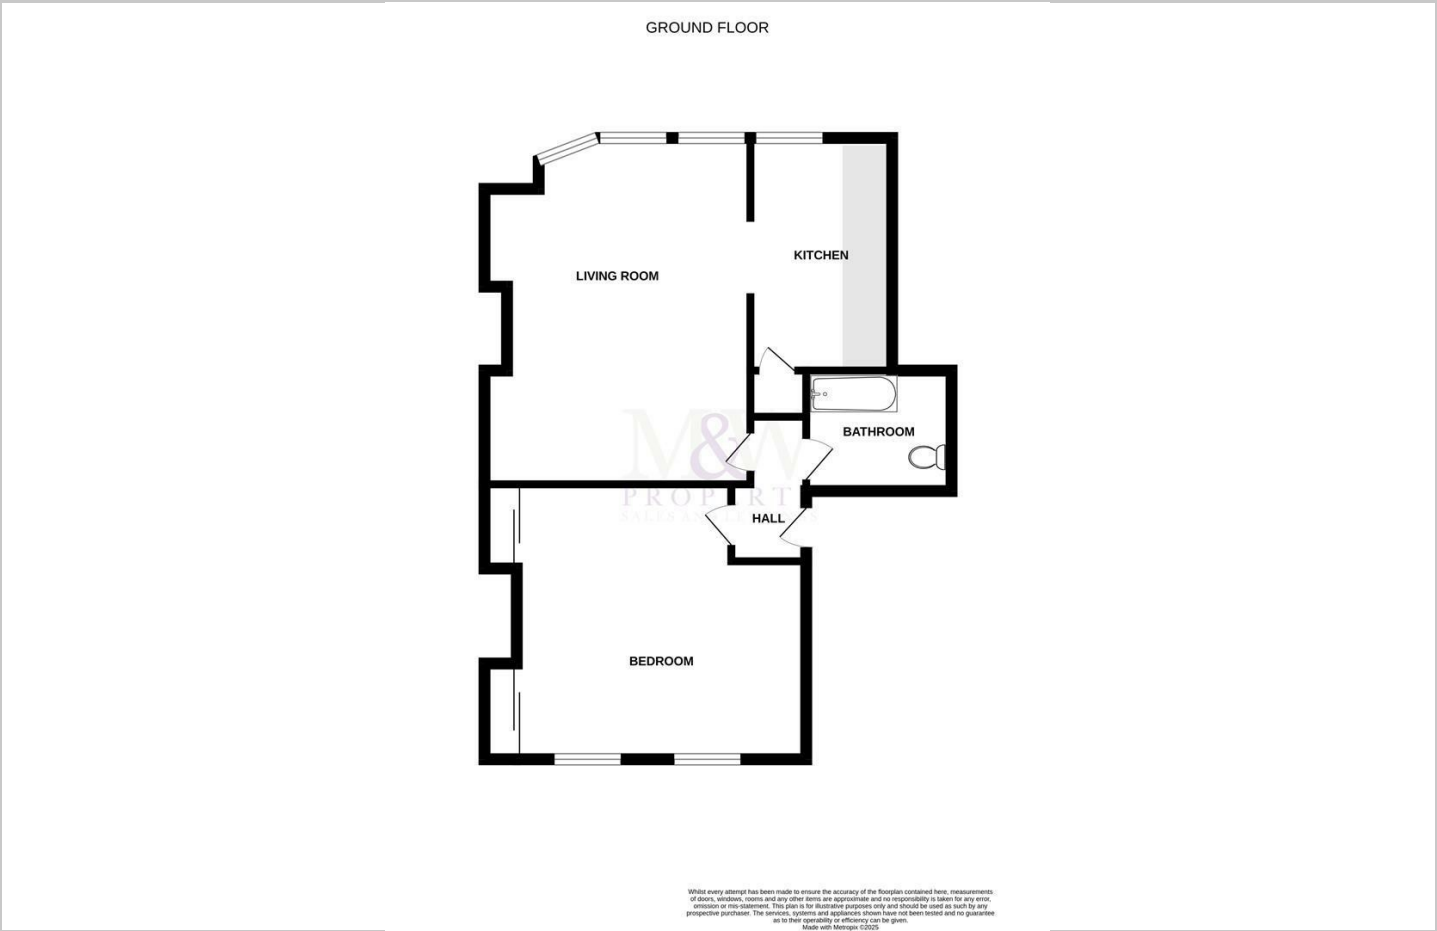 GROUND FLOOR
KITCHEN
LIVING ROOM
BATHROOM
M&W
PROPERTY
HALL
BEDROOM
Whilst every attempt has been made to ensure the accuracy of the floorplan contained here, measurements
of doors, windows, rooms and any other items are approximate and no responsibility is taken for any error,
omission or mis-statement. This plan is for illustrative purposes only and should be used as such by any
prospective purchaser. The services, systems and appliances shown have not been tested and no guarantee
as to their operability or efficiency can be given.
Made with Metropix ©2025